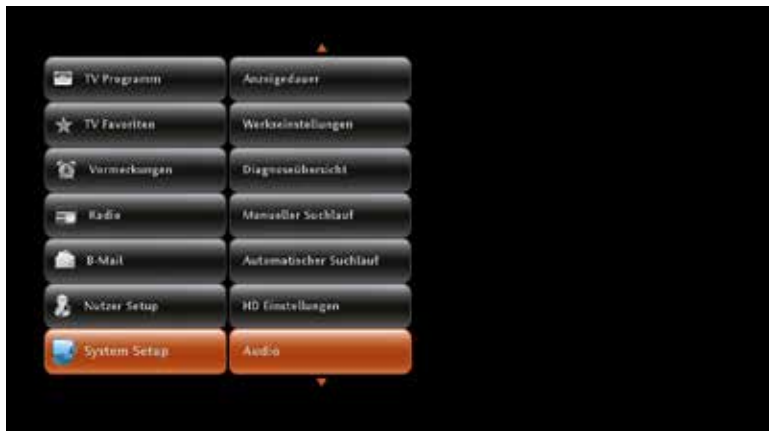 TV Programm
Anzeigedauer
TV Favoriten
Werkseinstellungen
Vormerkungen
Diagnoseübersicht
Radio
Manueller Suchlauf
B-Mail
Automatischer Suchlauf
Nutzer Setup
HD Einstellungen
System Setup
Audio